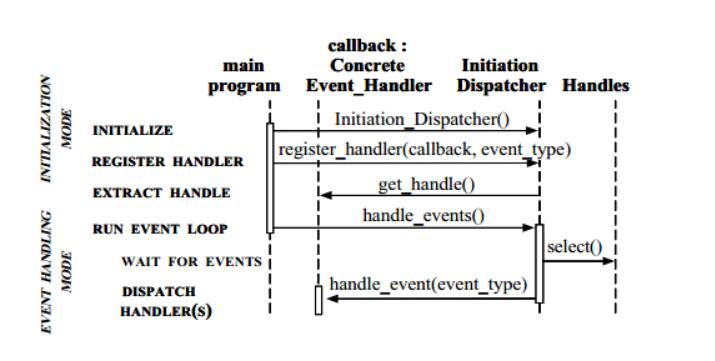 callback :
main Concrete Initiation
program Event_Handler Dispatcher Handles
INITIALIZATION
MODE
INITIALIZE
Initiation_Dispatcher()
REGISTER HANDLER
register_handler(callback, event_type)
EXTRACT HANDLE
get_handle()
EVENT HANDLING
MODE
RUN EVENT LOOP
handle_events()
WAIT FOR EVENTS
select()
DISPATCH
HANDLER(S)
handle_event(event_type)